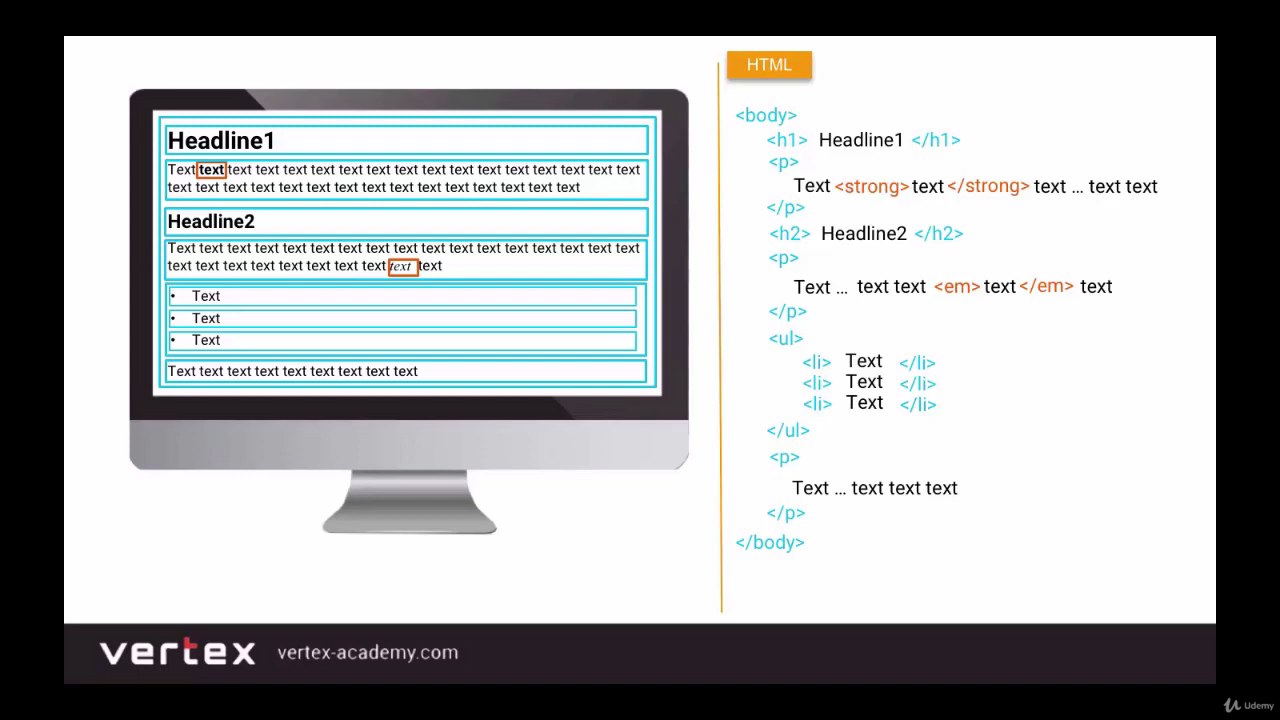 Headline1
Text text text text text text text text text text text text text text text text text
text text text text text text text text text text text text text text text
Headline2
Text text text text text text text text text text text text text text text text text
text text text text text text text text text text
• Text
• Text
• Text
Text text text text text text text text text
HTML
<body>
<h1> Headline1 </h1>
<p>
Text <strong> text </strong> text ... text text
</p>
<h2> Headline2 </h2>
<p>
Text ... text text <em> text </em> text
</p>
<ul>
<li> Text </li>
<li> Text </li>
<li> Text </li>
</ul>
<p>
Text ... text text text
</p>
</body>
vertex vertex-academy.com
Udemy